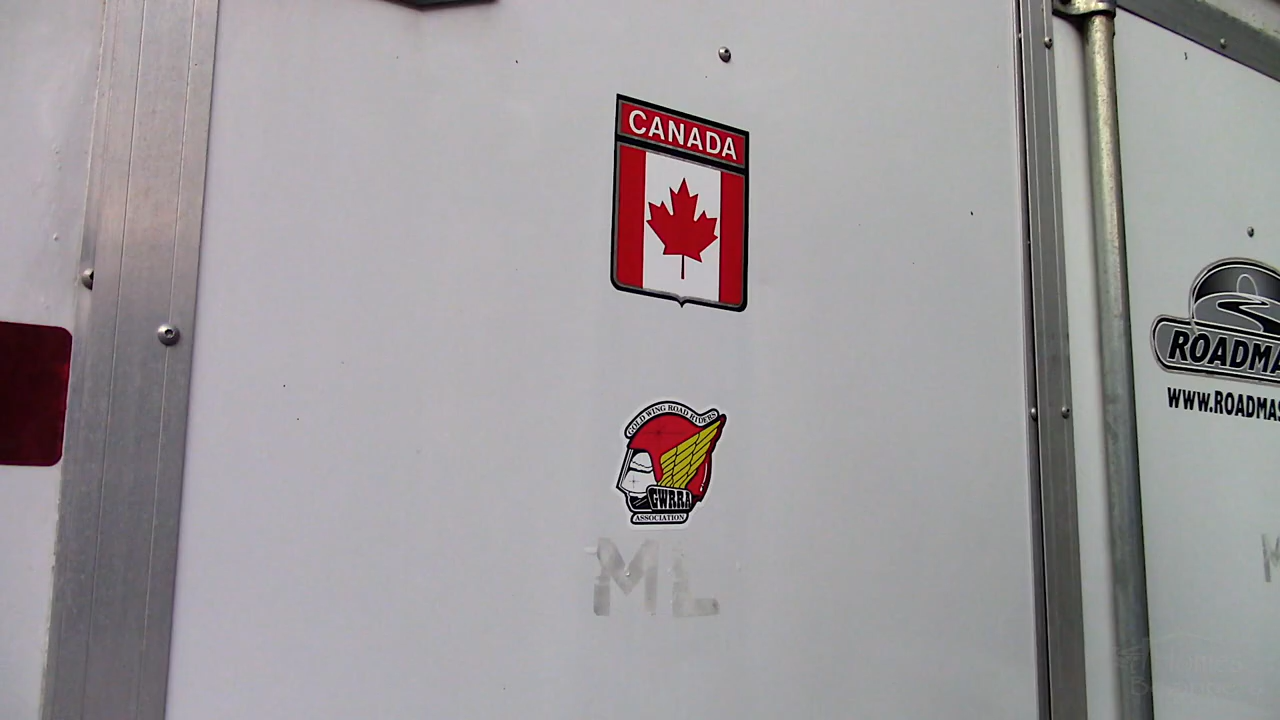 CANADA
GOLD WING ROAD RIDERS
GWRRA
ASSOCIATION
ML
ROADMA
WWW.ROADMAS